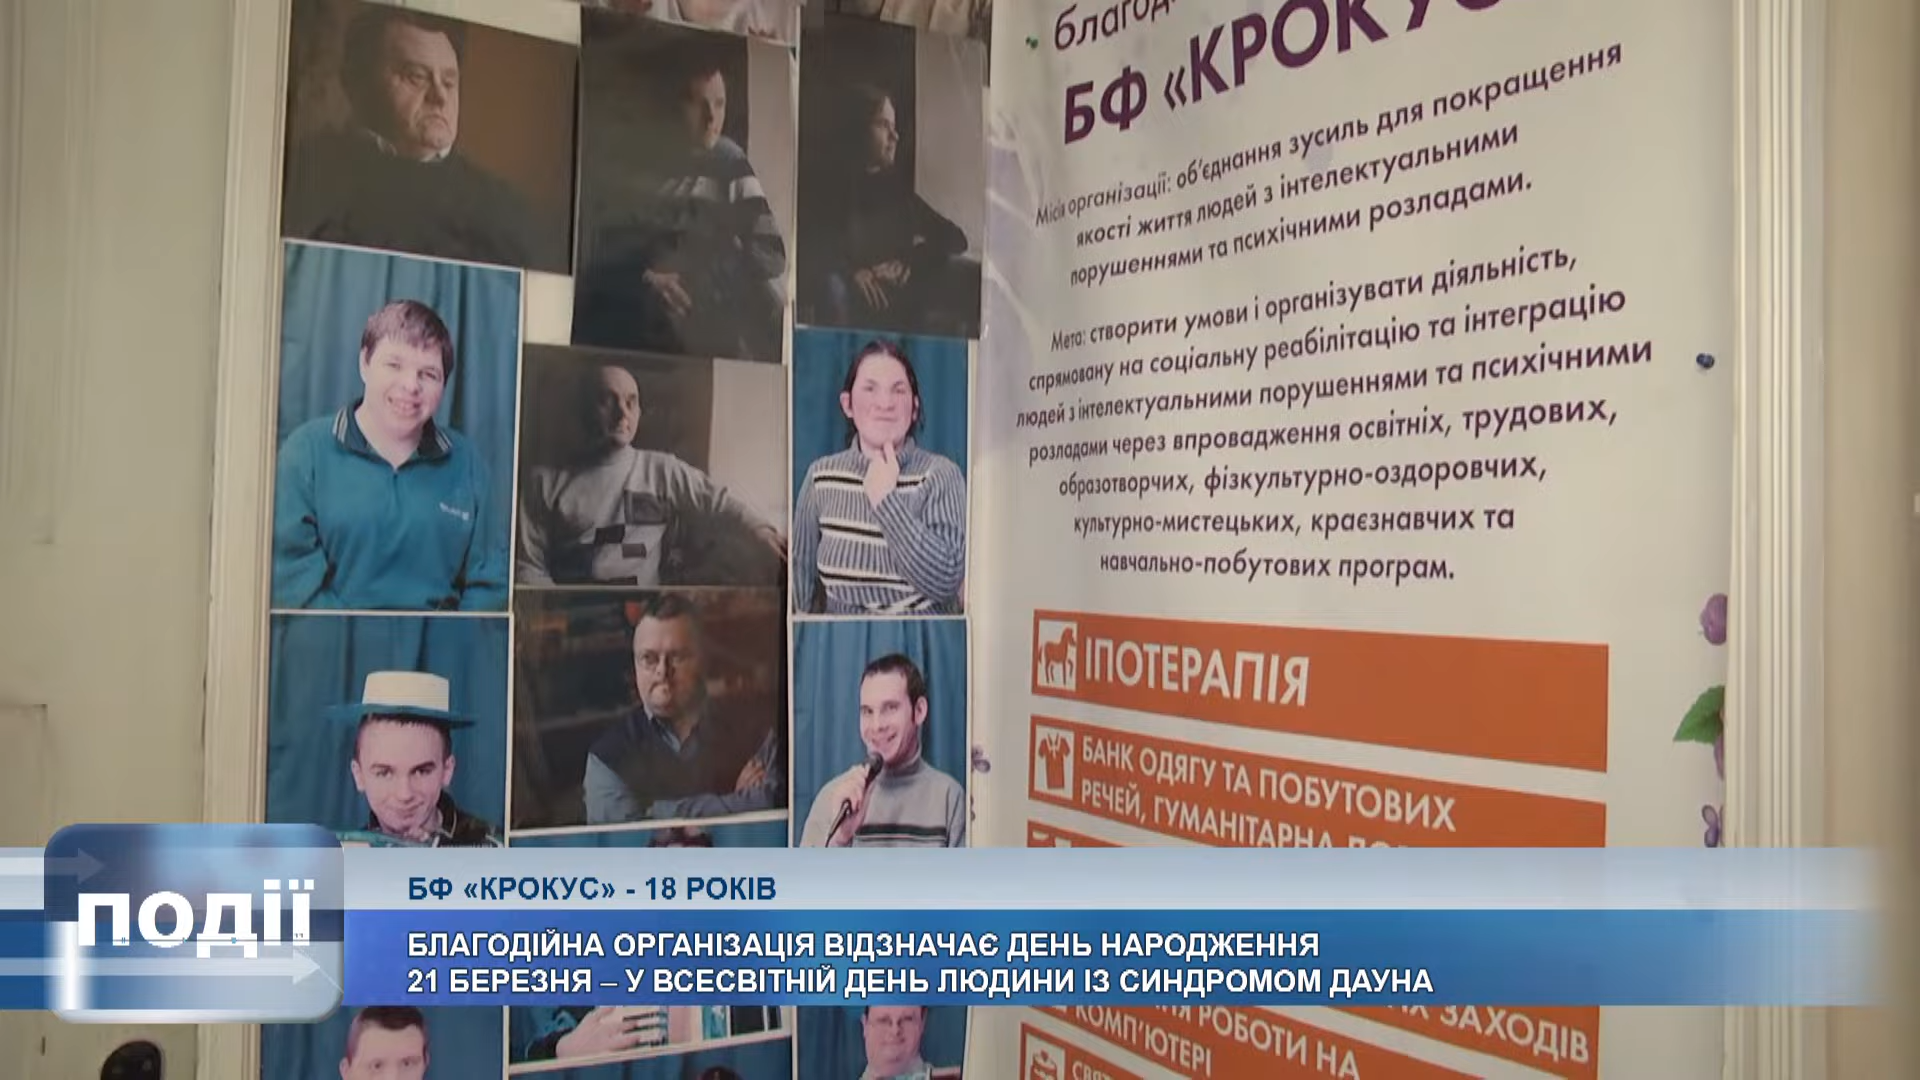 БФ «КРОКУС
Місія організації: об'єднання зусиль для покращення
якості життя людей з інтелектуальними
порушеннями та психічними розладами.
Мета: створити умови і організувати діяльність,
спрямовану на соціальну реабілітацію та інтеграцію
людей з інтелектуальними порушеннями та психічними
розладами через впровадження освітніх, трудових,
образотворчих, фізкультурно-оздоровчих,
культурно-мистецьких, краєзнавчих та
навчально-побутових програм.
ІПОТЕРАПІЯ
БАНК ОДЯГУ ТА ПОБУТОВИХ
РЕЧЕЙ, ГУМАНІТАРНА
події
БФ «КРОКУС» - 18 РОКІВ
БЛАГОДІЙНА ОРГАНІЗАЦІЯ ВІДЗНАЧАЄ ДЕНЬ НАРОДЖЕННЯ
21 БЕРЕЗНЯ – У ВСЕСВІТНІЙ ДЕНЬ ЛЮДИНИ ІЗ СИНДРОМОМ ДАУНА
ЗАХОДІВ
РОБОТИ НА
КОМП'ЮТЕРІ